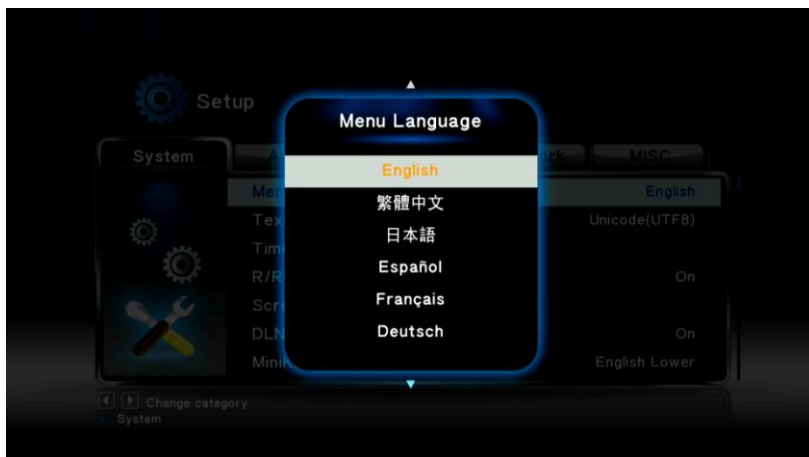 Setup
Menu Language
System
MISC
English
English
Unicode(UTF8)
繁體中文
日本語
Español
On
Français
Deutsch
On
English Lower
Change category
System